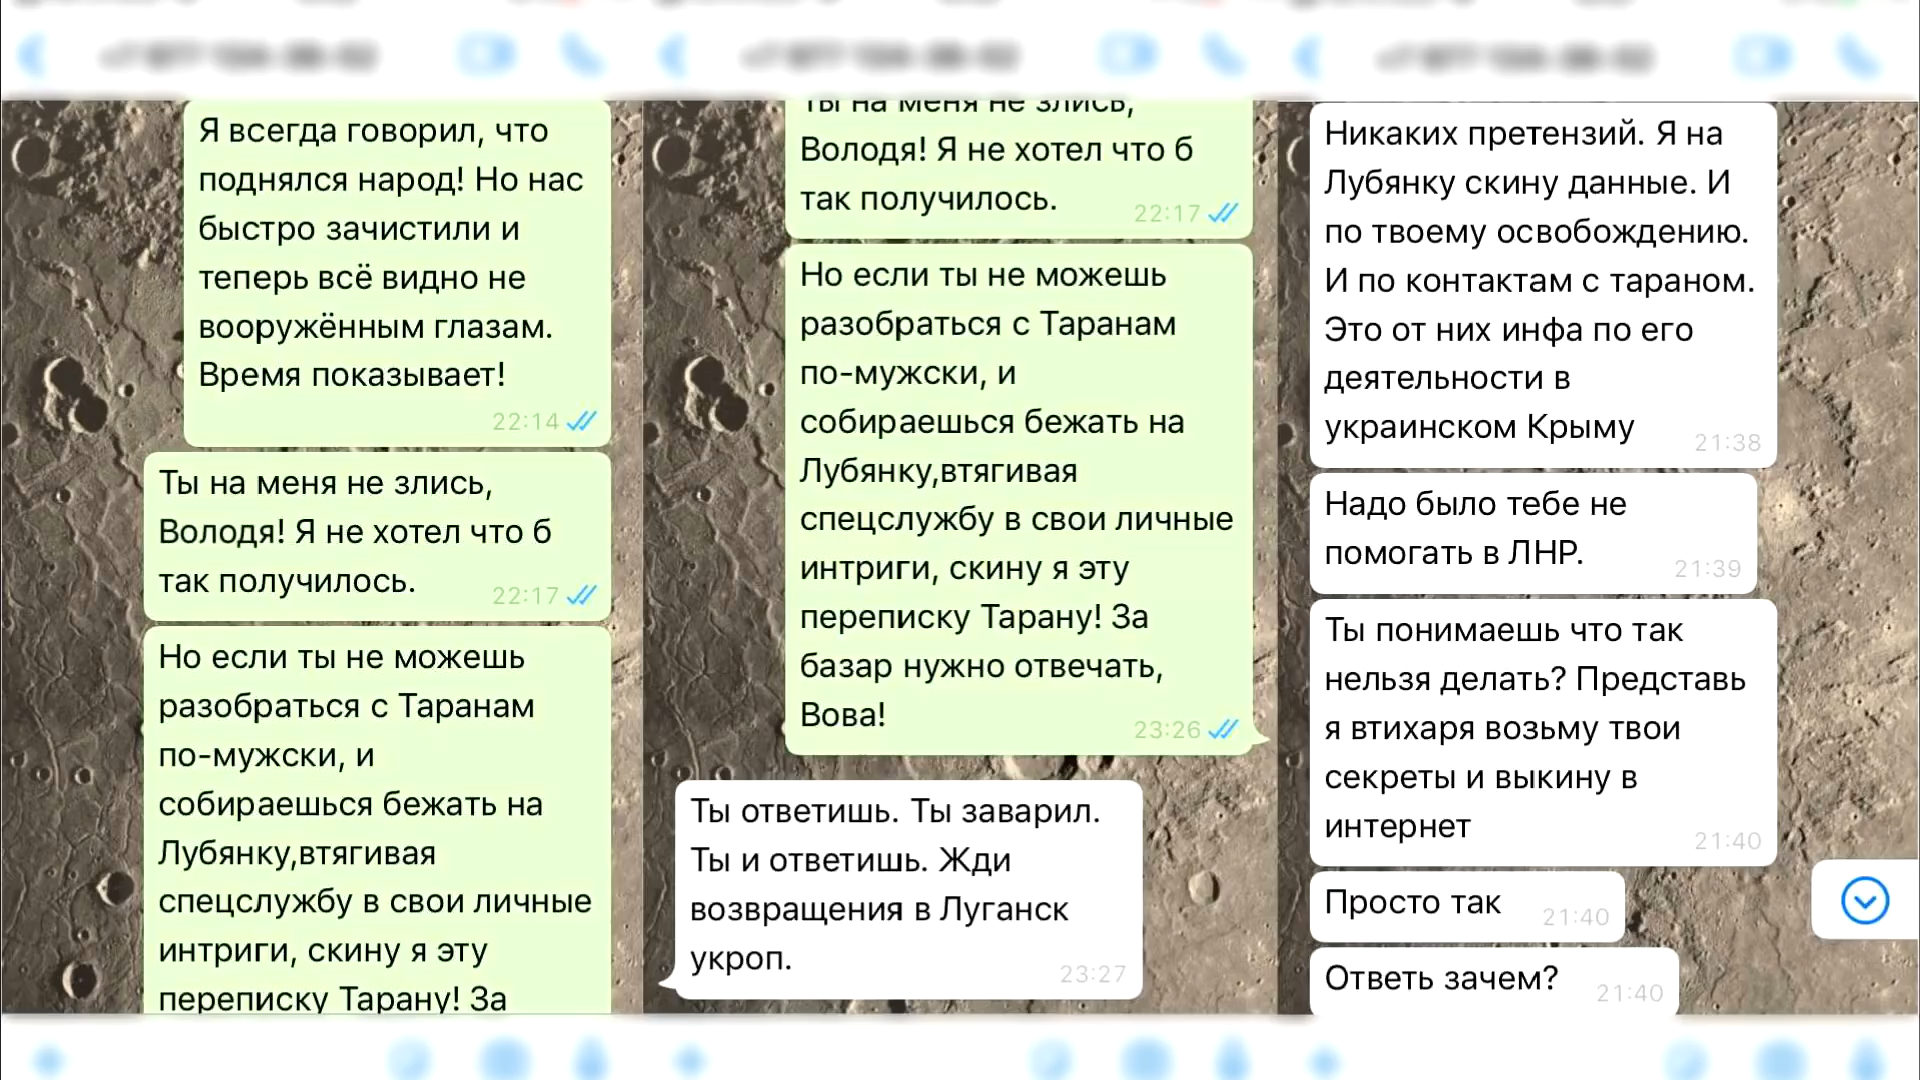 Я всегда говорил, что
поднялся народ! Но нас
быстро зачистили и
теперь всё видно не
вооружённым глазам.
Время показывает!
22:14
Ты на меня не злись,
Володя! Я не хотел что б
так получилось.
22:17
Но если ты не можешь
разобраться с Таранам
по-мужски, и
собираешься бежать на
Лубянку,втягивая
спецслужбу в свои личные
интриги, скину я эту
переписку Тарану! За
ты на меня не злись,
Володя! Я не хотел что б
так получилось.
22:17
Но если ты не можешь
разобраться с Таранам
по-мужски, и
собираешься бежать на
Лубянку,втягивая
спецслужбу в свои личные
интриги, скину я эту
переписку Тарану! За
базар нужно отвечать,
Вова!
23:26
Ты ответишь. Ты заварил.
Ты и ответишь. Жди
возвращения в Луганск
укроп.
23:27
Никаких претензий. Я на
Лубянку скину данные. И
по твоему освобождению.
И по контактам с тараном.
Это от них инфа по его
деятельности в
украинском Крыму
21:38
Надо было тебе не
помогать в ЛНР.
21:39
Ты понимаешь что так
нельзя делать? Представь
я втихаря возьму твои
секреты и выкину в
интернет
21:40
Просто так
21:40
Ответь зачем?
21:40